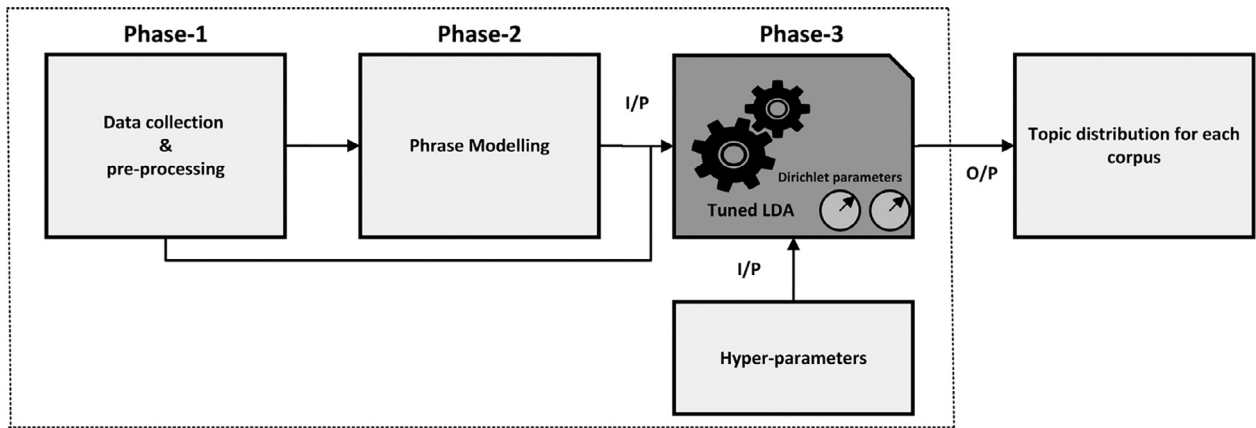 Phase-1
Phase-2
Phase-3
Data collection
&
pre-processing
Phrase Modelling
I/P
Dirichlet parameters
Tuned LDA
O/P
Topic distribution for each
corpus
I/P
Hyper-parameters